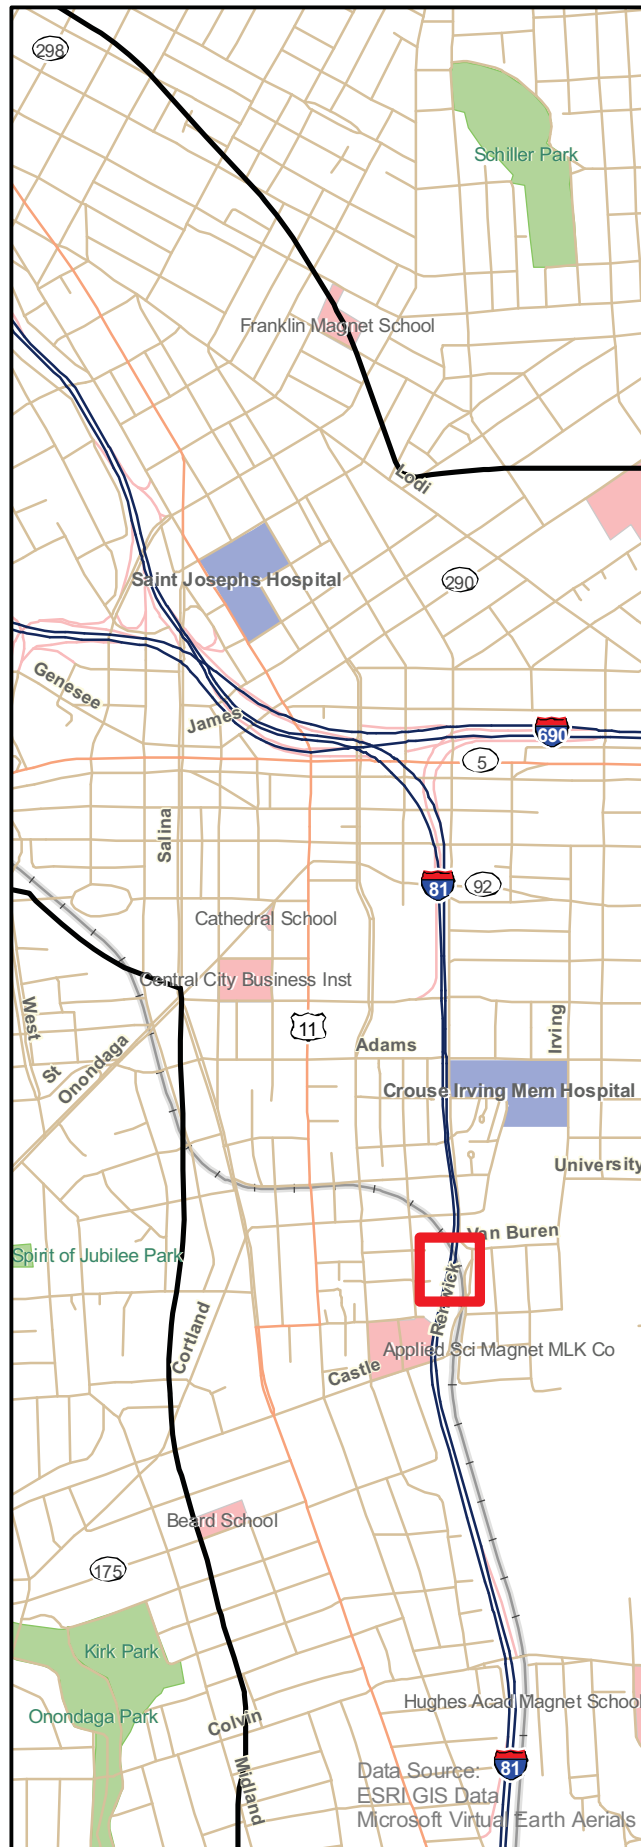 298
Schiller Park
Franklin Magnet School
Lodi
Saint Josephs Hospital
290
Genesee
James
690
5
Salina
81
92
Cathedral School
Central City Business Inst
West
St
Onondaga
11
Adams
Irving
Crouse Irving Mem Hospital
University
Van Buren
Spirit of Jubilee Park
Renwick
Cortland
Applied Sci Magnet MLK Co
Castle
Beard School
175
Kirk Park
Onondaga Park
Hughes Acad Magnet School
Colvin
Midland
81
Data Source:
ESRI GIS Data
Microsoft Virtual Earth Aerials